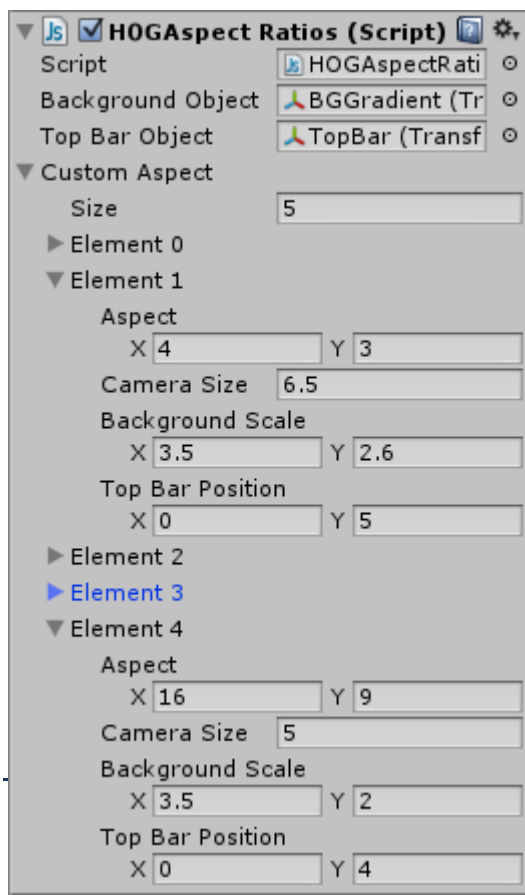 Js HOGAspect Ratios (Script)
Script Js HOGAspectRati
Background Object BGGradient (Tr
Top Bar Object TopBar (Transf
Custom Aspect
Size 5
Element 0
Element 1
Aspect
X 4 Y 3
Camera Size 6.5
Background Scale
X 3.5 Y 2.6
Top Bar Position
X 0 Y 5
Element 2
Element 3
Element 4
Aspect
X 16 Y 9
Camera Size 5
Background Scale
X 3.5 Y 2
Top Bar Position
X 0 Y 4